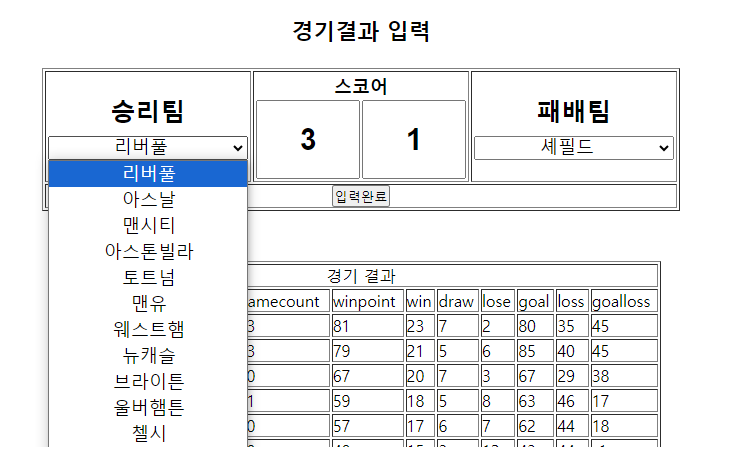 경기결과 입력
승리팀 스코어 패배팀
리버풀 3 1 셰필드
입력완료
리버풀
아스날
맨시티
아스톤빌라
토트넘
맨유
웨스트햄
뉴캐슬
브라이튼
울버햄튼
첼시
경기 결과
amecount winpoint win draw lose goal loss goalloss
3 81 23 7 2 80 35 45
3 79 21 5 6 85 40 45
0 67 20 7 3 67 29 38
1 59 18 5 8 63 46 17
0 57 17 6 7 62 44 18